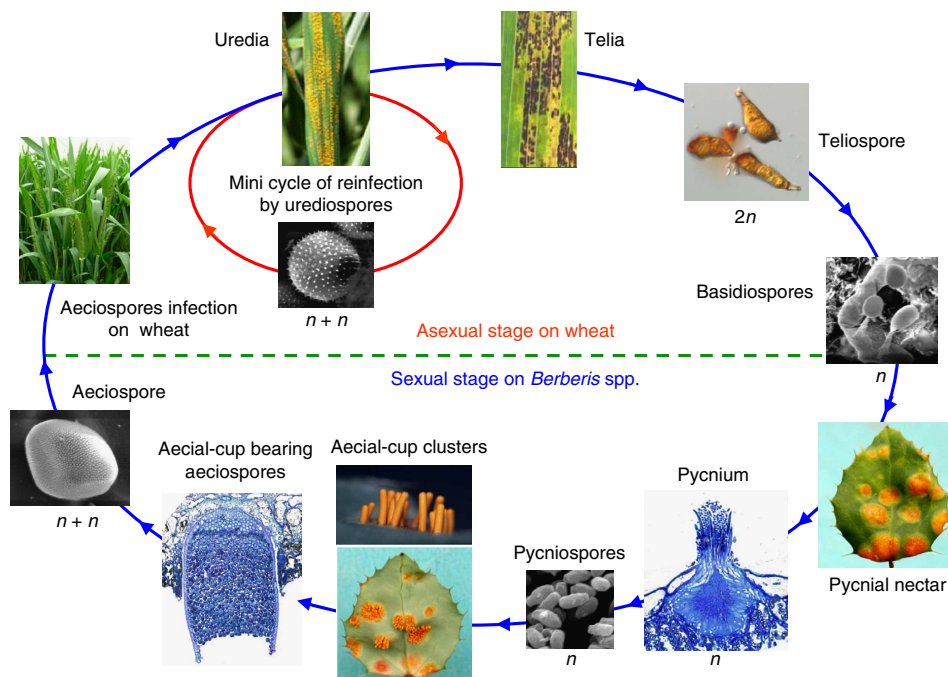 Uredia
Telia
Teliospore
2n
Mini cycle of reinfection
by urediospores
n + n
Basidiospores
n
Aeciospores infection
on wheat
Asexual stage on wheat
Sexual stage on Berberis spp.
Aeciospore
n + n
Aecial-cup bearing
aeciospores
Aecial-cup clusters
Pycniospores
n
Pycnium
n
Pycnial nectar